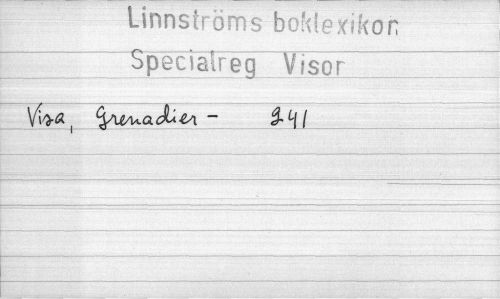 Linnströms boklexikon
Specialreg Visor
Visa, Grenadier - 241